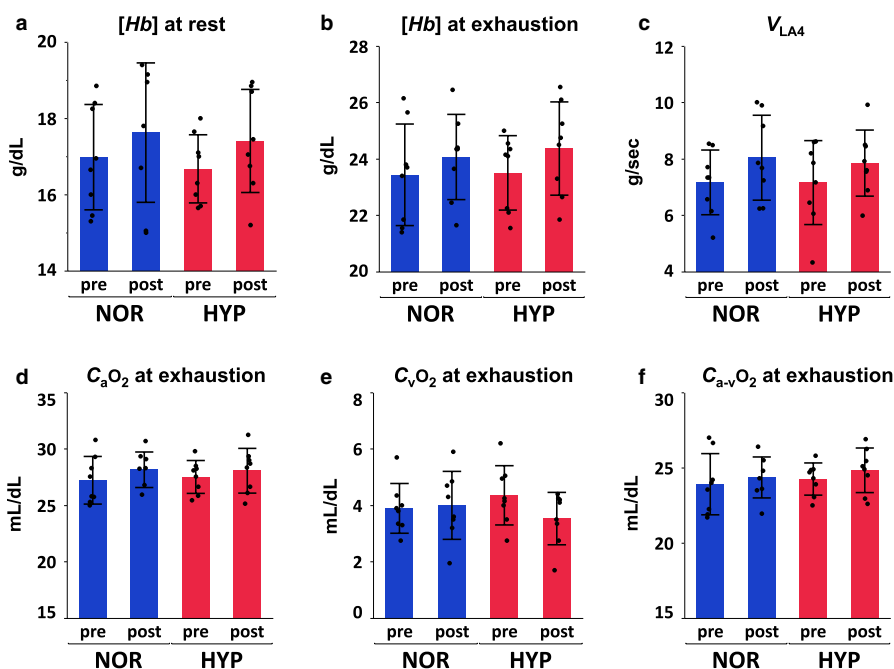 a
[Hb] at rest
g/dL
20
18
16
14
pre post pre post
NOR HYP
b
[Hb] at exhaustion
g/dL
28
26
24
22
20
pre post pre post
NOR HYP
c
VLA4
g/sec
12
10
8
6
4
pre post pre post
NOR HYP
d
CaO2 at exhaustion
mL/dL
35
30
25
20
15
pre post pre post
NOR HYP
e
CvO2 at exhaustion
mL/dL
8
6
4
2
0
pre post pre post
NOR HYP
f
Ca-vO2 at exhaustion
mL/dL
30
25
20
15
pre post pre post
NOR HYP